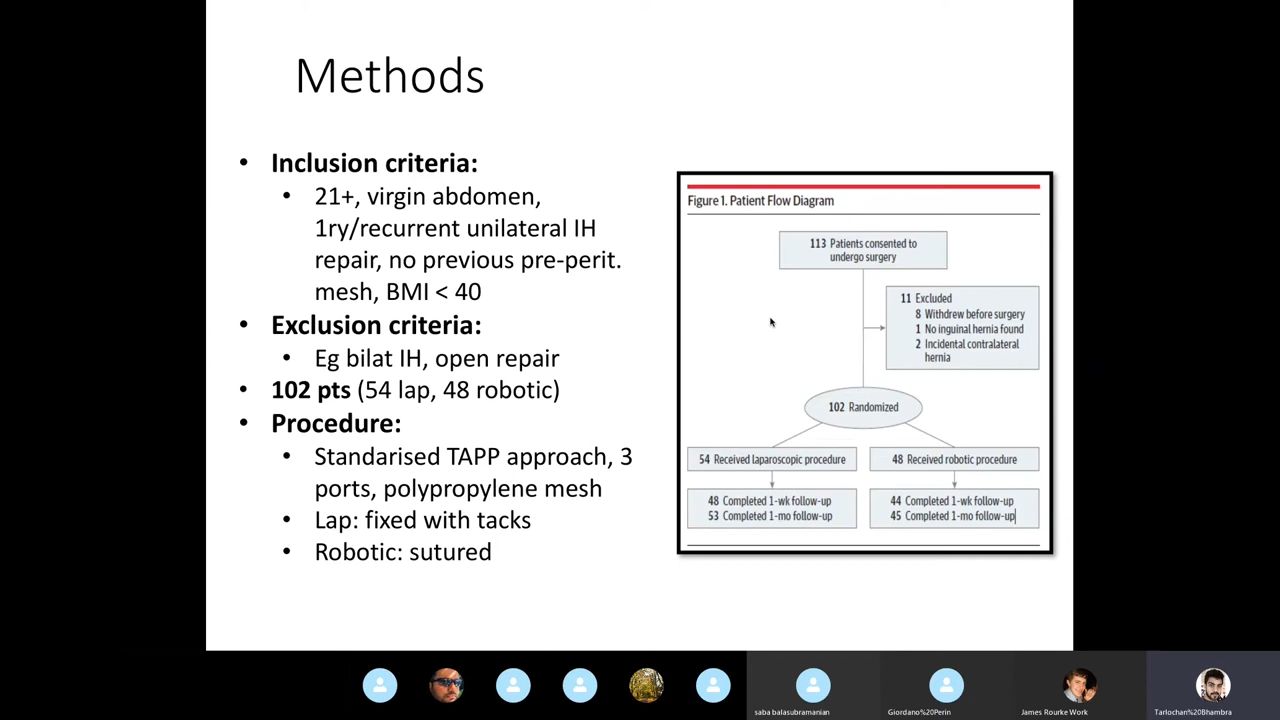 Methods
• Inclusion criteria:
• 21+, virgin abdomen,
1ry/recurrent unilateral IH
repair, no previous pre-perit.
mesh, BMI < 40
• Exclusion criteria:
• Eg bilat IH, open repair
• 102 pts (54 lap, 48 robotic)
• Procedure:
• Standarised TAPP approach, 3
ports, polypropylene mesh
• Lap: fixed with tacks
• Robotic: sutured
Figure 1. Patient Flow Diagram
113 Patients consented to
undergo surgery
11 Excluded
8 Withdrew before surgery
1 No inguinal hernia found
2 Incidental contralateral
hernia
102 Randomized
54 Received laparoscopic procedure
48 Received robotic procedure
48 Completed 1-wk follow-up
53 Completed 1-mo follow-up
44 Completed 1-wk follow-up
45 Completed 1-mo follow-up
saba balasubramanian
Giordano%20Perin
James Rourke Work
Tarlochan%20Bhambra